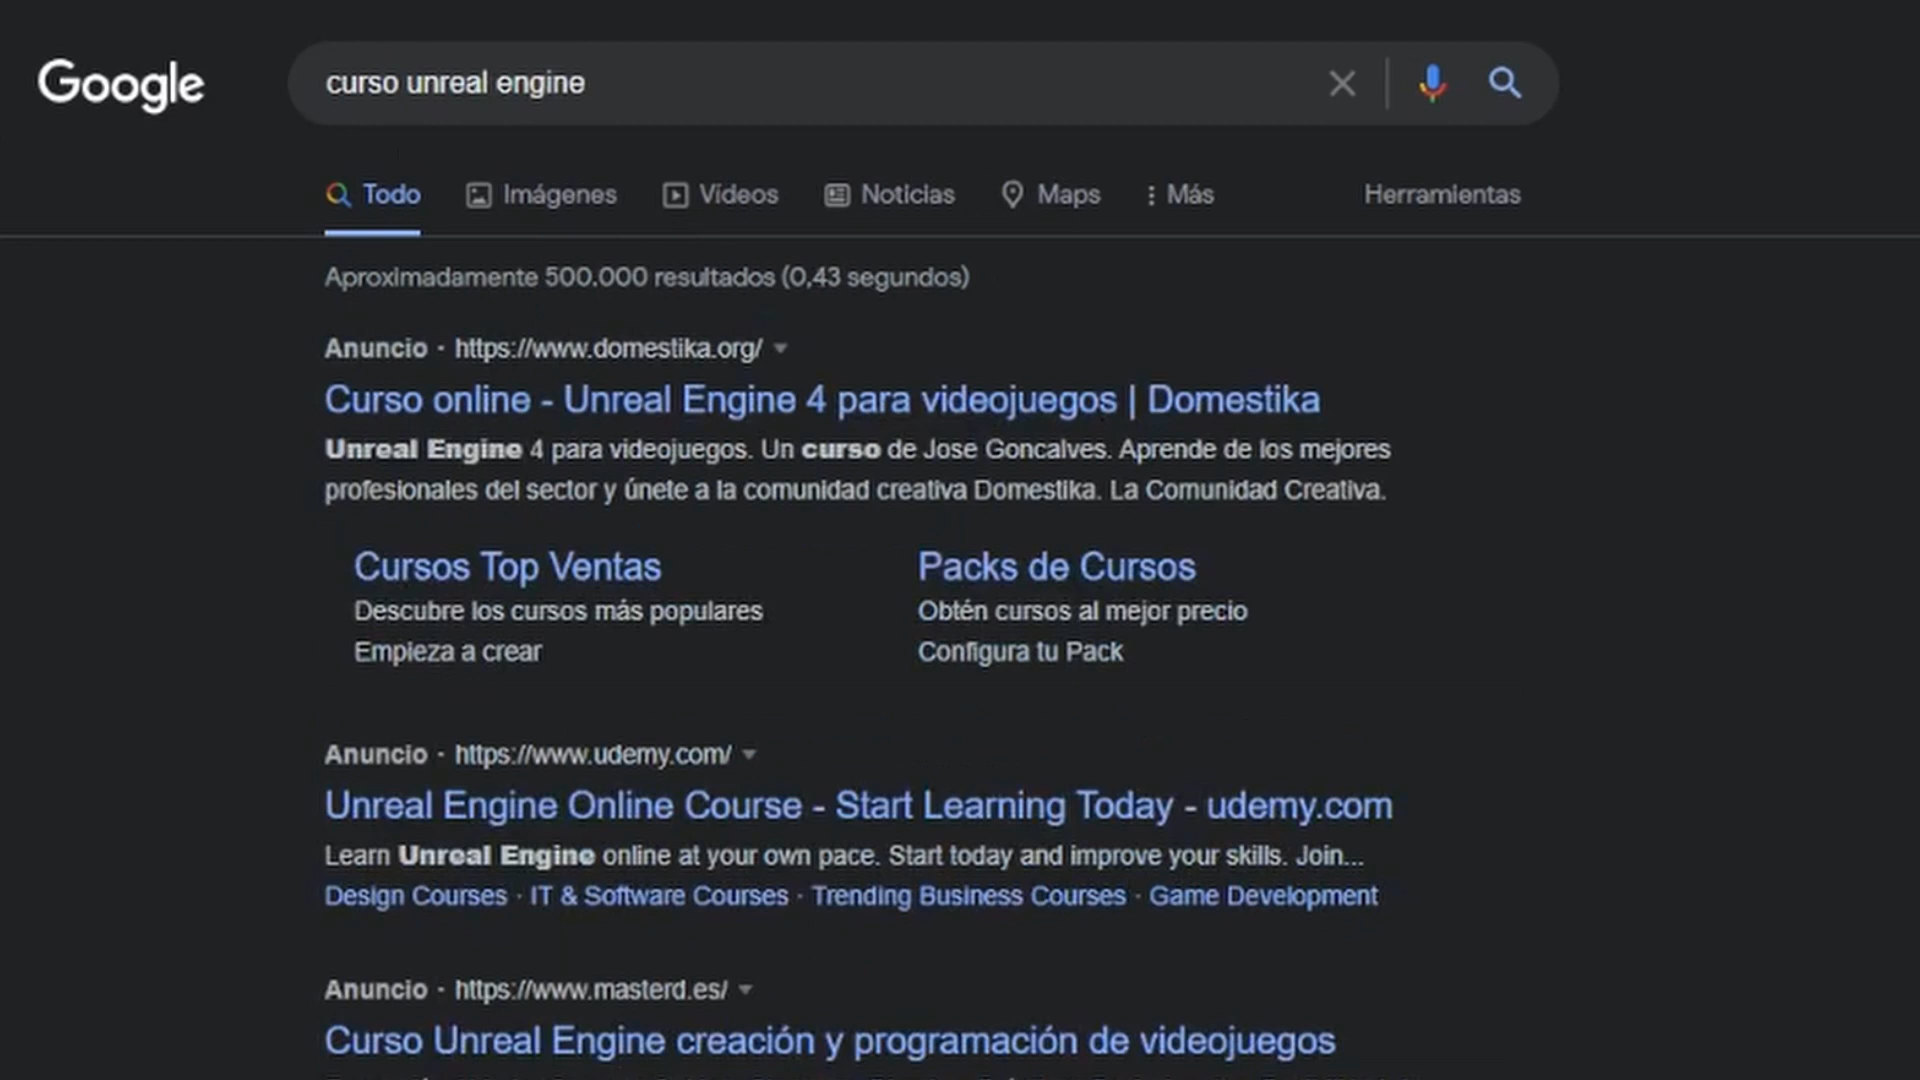 Google
curso unreal engine
Todo Imágenes Vídeos Noticias Maps Más Herramientas
Aproximadamente 500.000 resultados (0,43 segundos)
Anuncio · https://www.domestika.org/
Curso online - Unreal Engine 4 para videojuegos | Domestika
Unreal Engine 4 para videojuegos. Un curso de Jose Goncalves. Aprende de los mejores
profesionales del sector y únete a la comunidad creativa Domestika. La Comunidad Creativa.
Cursos Top Ventas
Descubre los cursos más populares
Empieza a crear
Packs de Cursos
Obtén cursos al mejor precio
Configura tu Pack
Anuncio · https://www.udemy.com/
Unreal Engine Online Course - Start Learning Today - udemy.com
Learn Unreal Engine online at your own pace. Start today and improve your skills. Join...
Design Courses · IT & Software Courses · Trending Business Courses · Game Development
Anuncio · https://www.masterd.es/
Curso Unreal Engine creación y programación de videojuegos